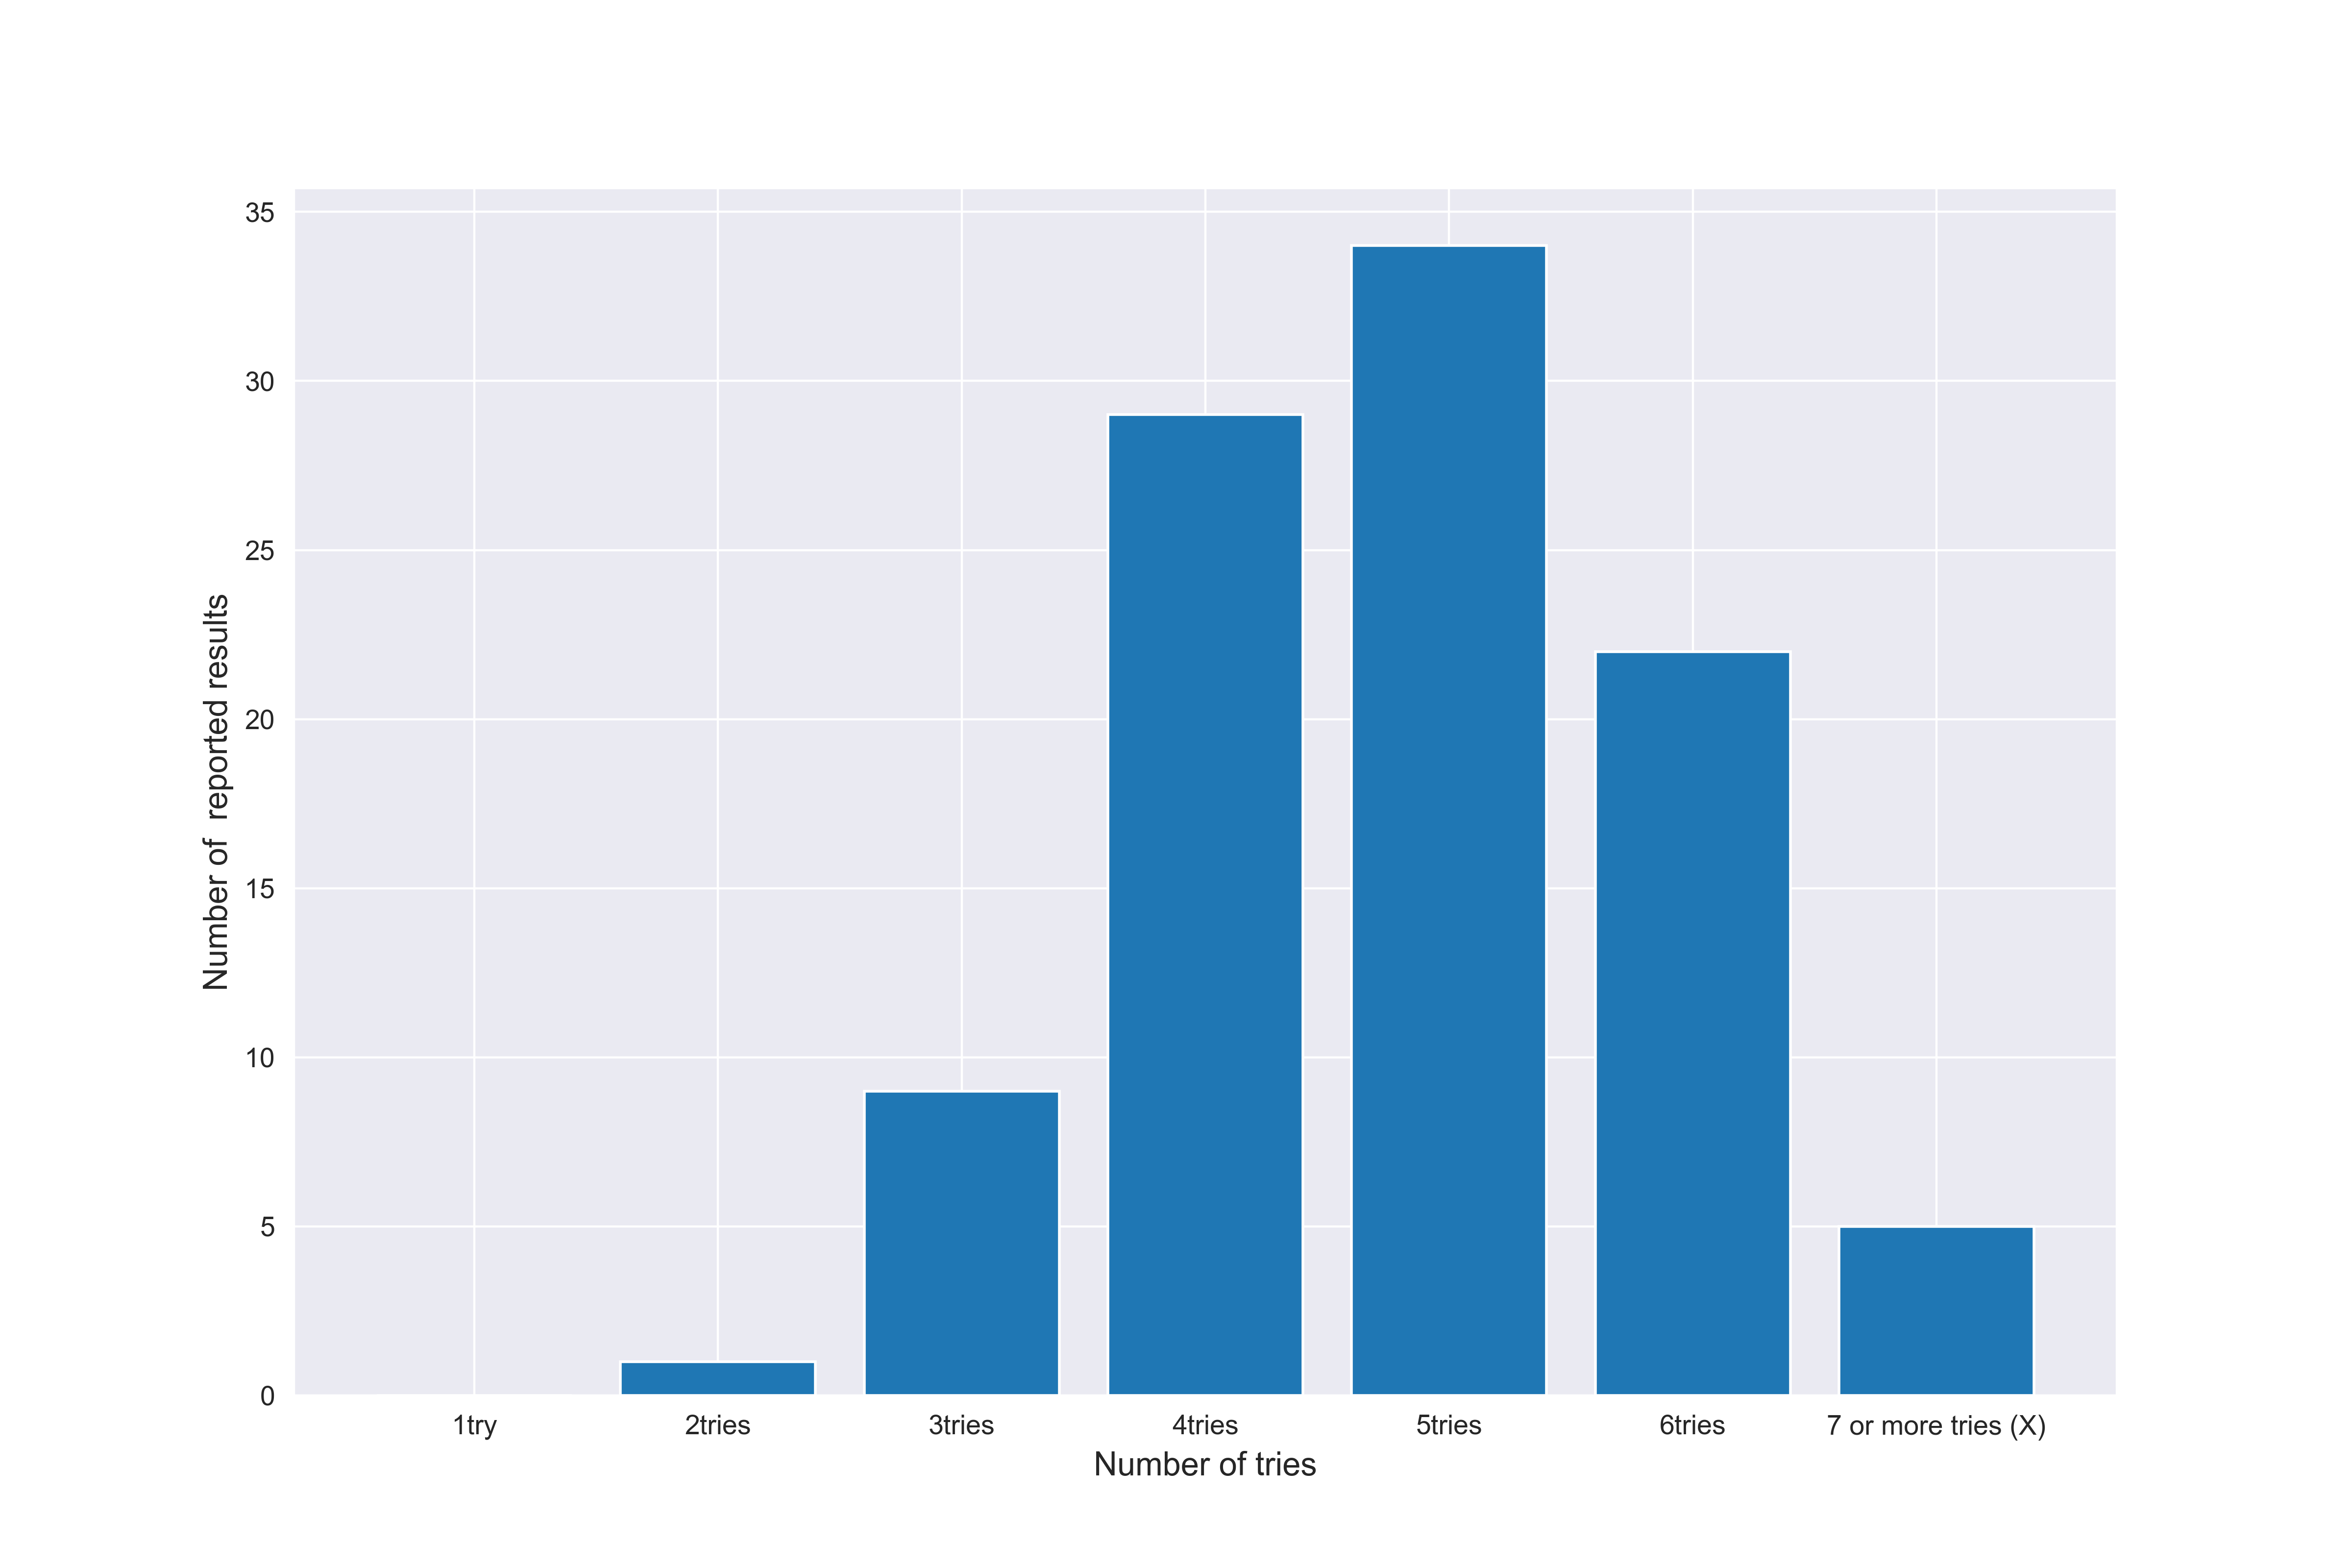 35
30
25
20
15
10
5
0
Number of  reported results
1try 2tries 3tries 4tries 5tries 6tries 7 or more tries (X)
Number of tries